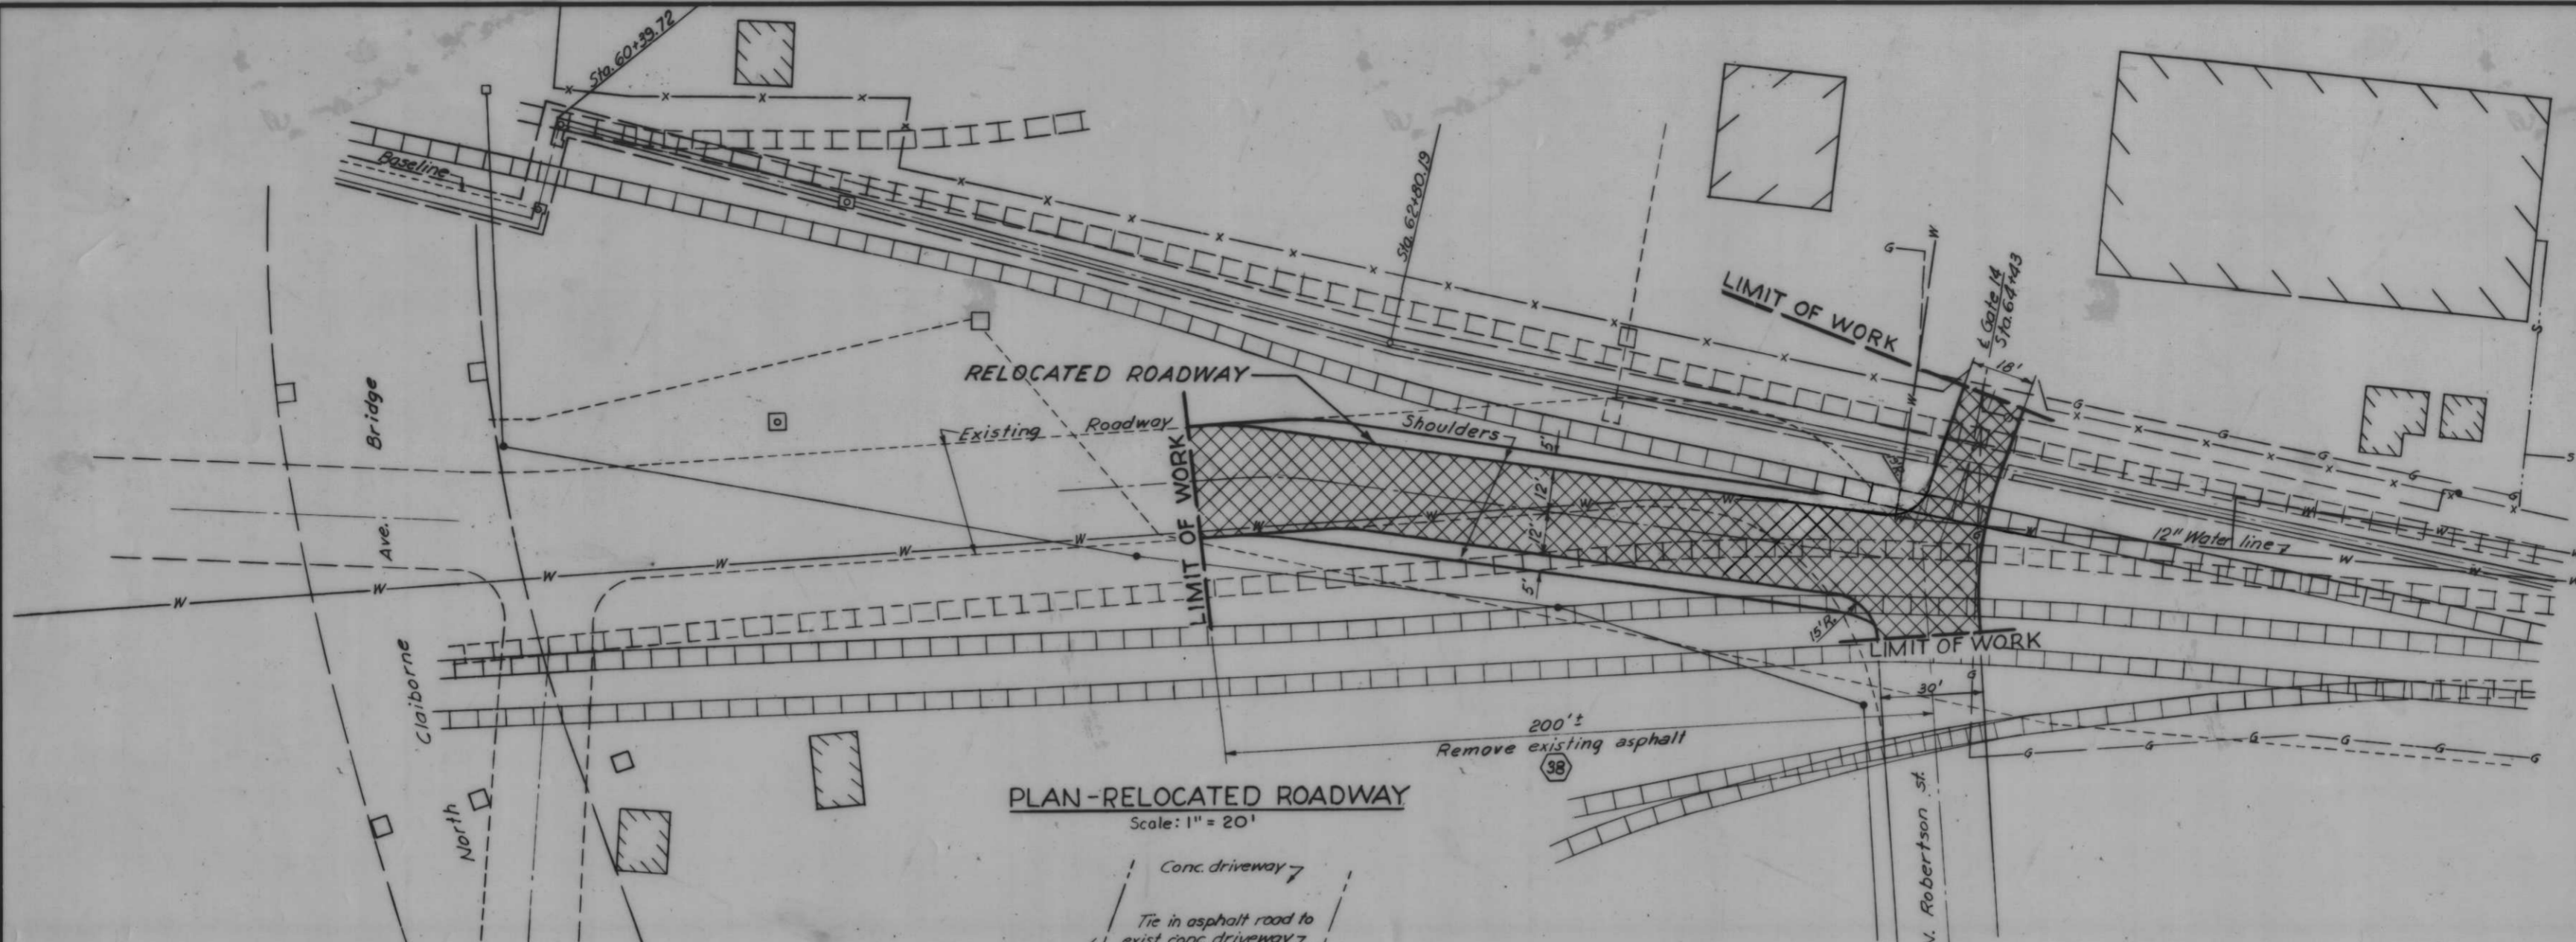 Sta. 60+39.72
Baseline
Sta. 62+80.19
G
W
LIMIT OF WORK
℄ Gate 14
Sta. 64+43
18'
RELOCATED ROADWAY
Existing Roadway
Shoulders
5'
12'
12'
5'
LIMIT OF WORK
Bridge
Ave.
Claiborne
North
12" Water line
15'R.
LIMIT OF WORK
30'
200'±
Remove existing asphalt
38
PLAN-RELOCATED ROADWAY
Scale: 1" = 20'
Robertson st.
Conc. driveway
Tie in asphalt road to
exist conc. driveway